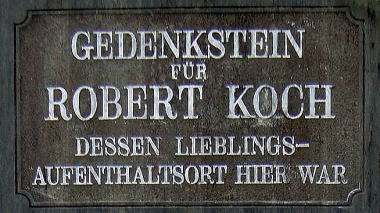 GEDENKSTEIN
FÜR
ROBERT KOCH
DESSEN LIEBLINGS-
AUFENTHALTSORT HIER WAR